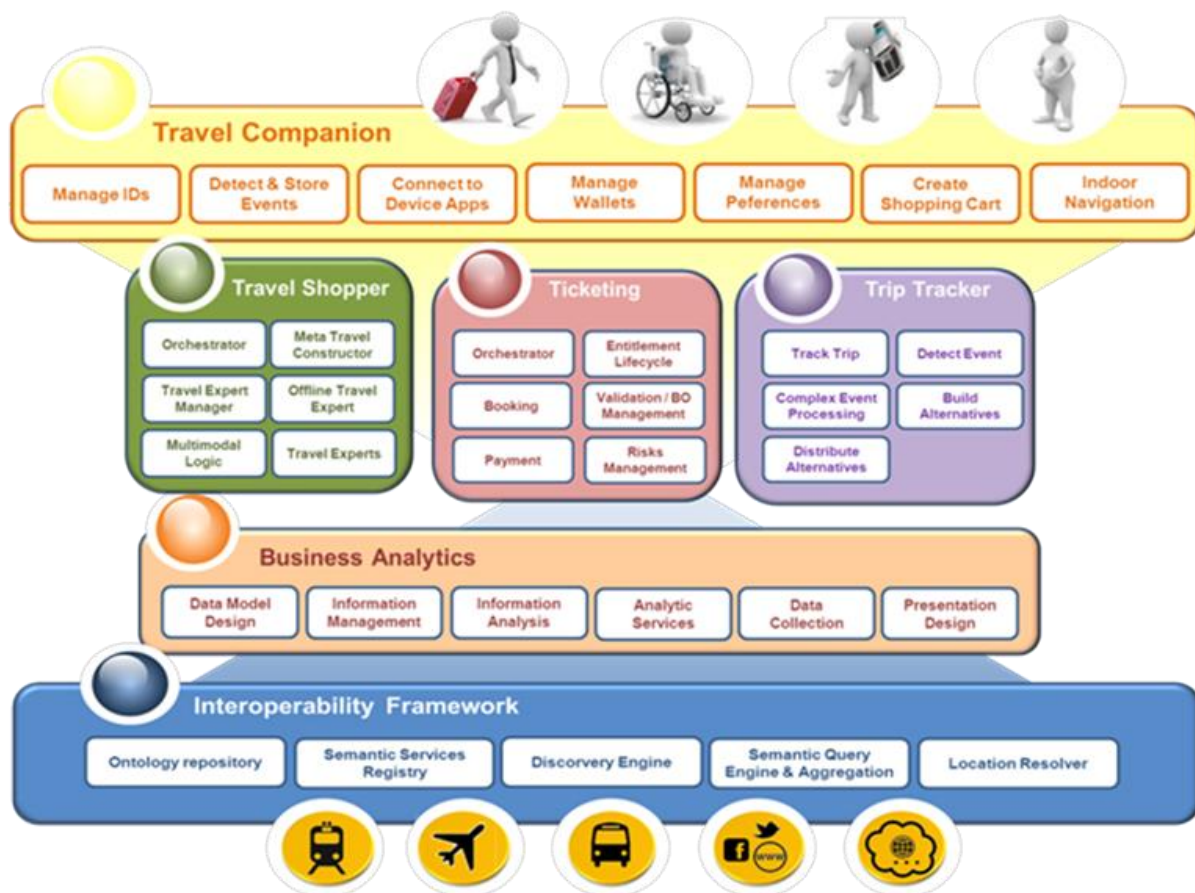 Travel Companion
Manage IDs
Detect & Store
Events
Connect to
Device Apps
Manage
Wallets
Manage
Peferences
Create
Shopping Cart
Indoor
Navigation
Travel Shopper
Orchestrator
Meta Travel
Constructor
Travel Expert
Manager
Offline Travel
Expert
Multimodal
Logic
Travel Experts
Ticketing
Orchestrator
Entitlement
Lifecycle
Booking
Validation / BO
Management
Payment
Risks
Management
Trip Tracker
Track Trip
Detect Event
Complex Event
Processing
Build
Alternatives
Distribute
Alternatives
Business Analytics
Data Model
Design
Information
Management
Information
Analysis
Analytic
Services
Data
Collection
Presentation
Design
Interoperability Framework
Ontology repository
Semantic Services
Registry
Discorvery Engine
Semantic Query
Engine & Aggregation
Location Resolver
f
www